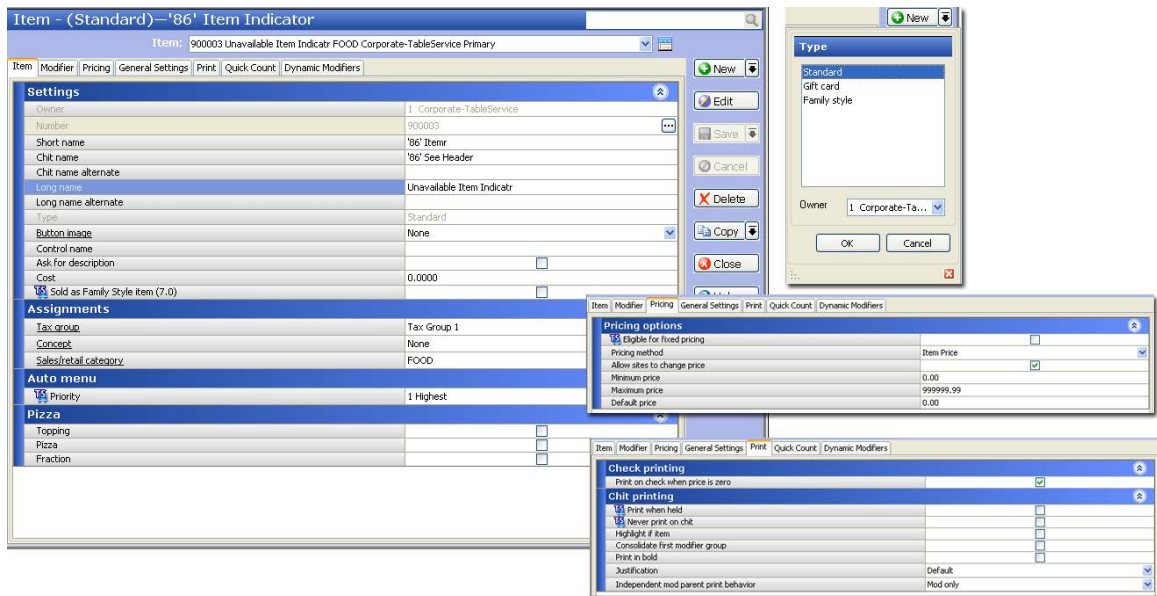 Item - (Standard)—'86' Item Indicator
Item: 900003 Unavailable Item Indicatr FOOD Corporate-TableService Primary
Item Modifier Pricing General Settings Print Quick Count Dynamic Modifiers
Settings
Owner 1 Corporate-TableService
Number 900003
Short name '86' Itemr
Chit name '86' See Header
Chit name alternate
Long name Unavailable Item Indicatr
Long name alternate
Type Standard
Button image None
Control name
Ask for description
Cost 0.0000
Sold as Family Style item (7.0)
Assignments
Tax group Tax Group 1
Concept None
Sales/retail category FOOD
Auto menu
Priority 1 Highest
Pizza
Topping
Pizza
Fraction
New
Edit
Save
Cancel
Delete
Copy
Close
New
Type
Standard
Gift card
Family style
Owner 1 Corporate-Ta...
OK Cancel
Item Modifier Pricing General Settings Print Quick Count Dynamic Modifiers
Pricing options
Eligible for fixed pricing
Pricing method Item Price
Allow sites to change price
Minimum price 0.00
Maximum price 999999.99
Default price 0.00
Item Modifier Pricing General Settings Print Quick Count Dynamic Modifiers
Check printing
Print on check when price is zero
Chit printing
Print when held
Never print on chit
Highlight if item
Consolidate first modifier group
Print in bold
Justification Default
Independent mod parent print behavior Mod only